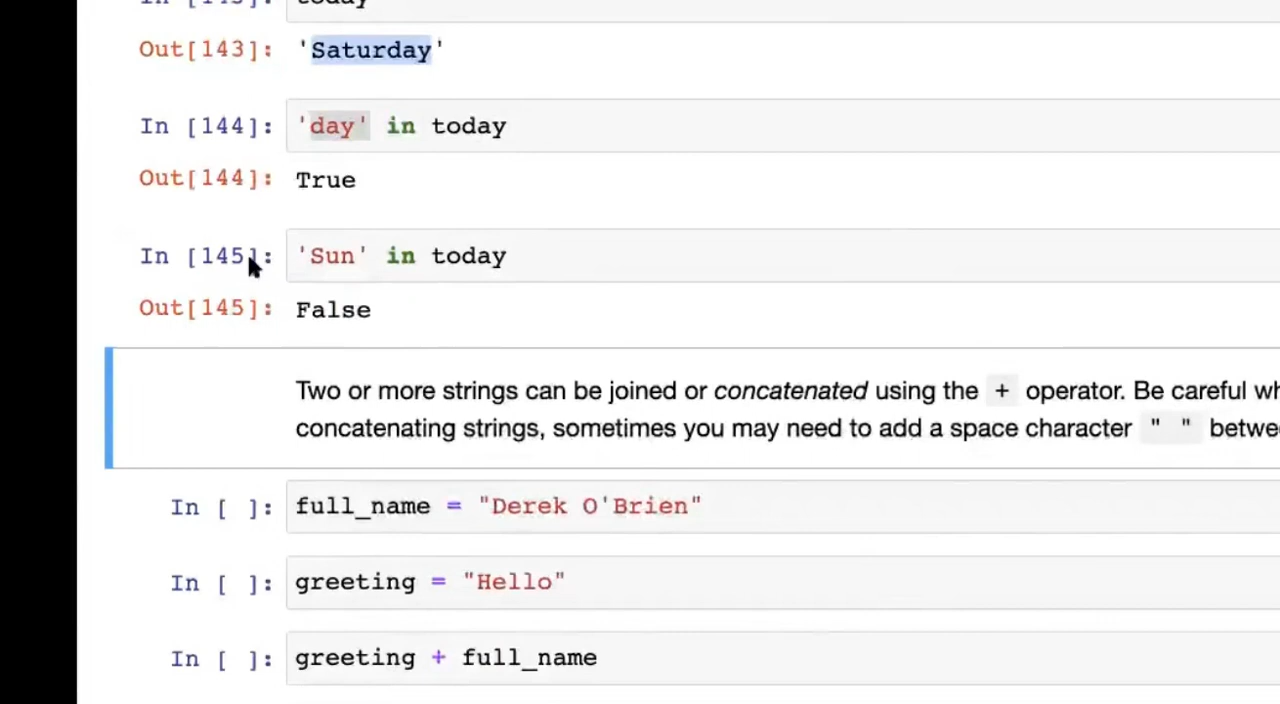 today
Out[143]: 'Saturday'
In [144]: 'day' in today
Out[144]: True
In [145]: 'Sun' in today
Out[145]: False
Two or more strings can be joined or concatenated using the + operator. Be careful
concatenating strings, sometimes you may need to add a space character " "
In [ ]: full_name = "Derek O'Brien"
In [ ]: greeting = "Hello"
In [ ]: greeting + full_name